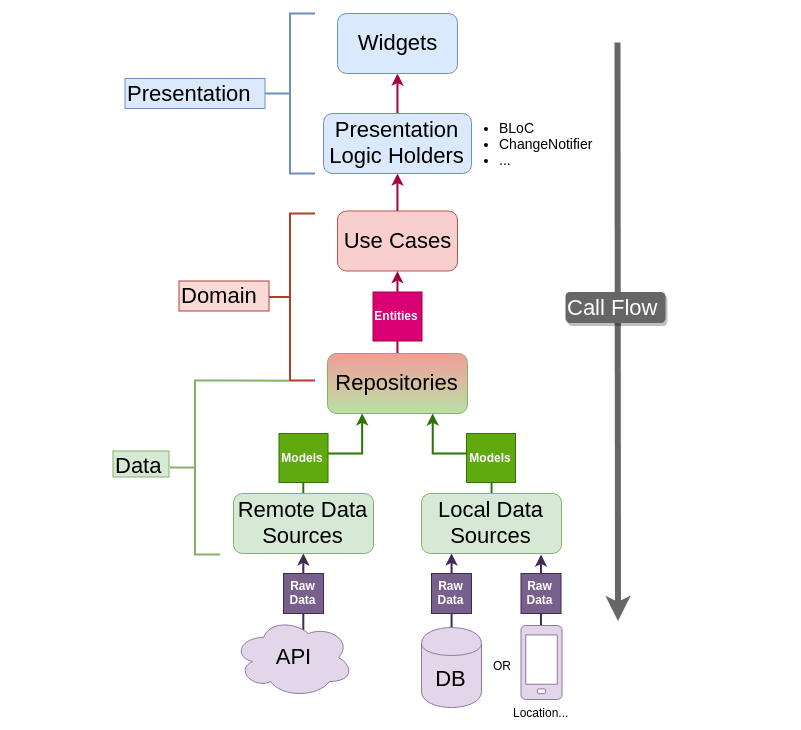 Widgets
Presentation
Presentation
Logic Holders
• BLoC
• ChangeNotifier
• ...
Use Cases
Domain
Entities
Call Flow
Repositories
Data
Models
Models
Remote Data
Sources
Local Data
Sources
Raw
Data
Raw
Data
Raw
Data
API
DB
OR
Location...